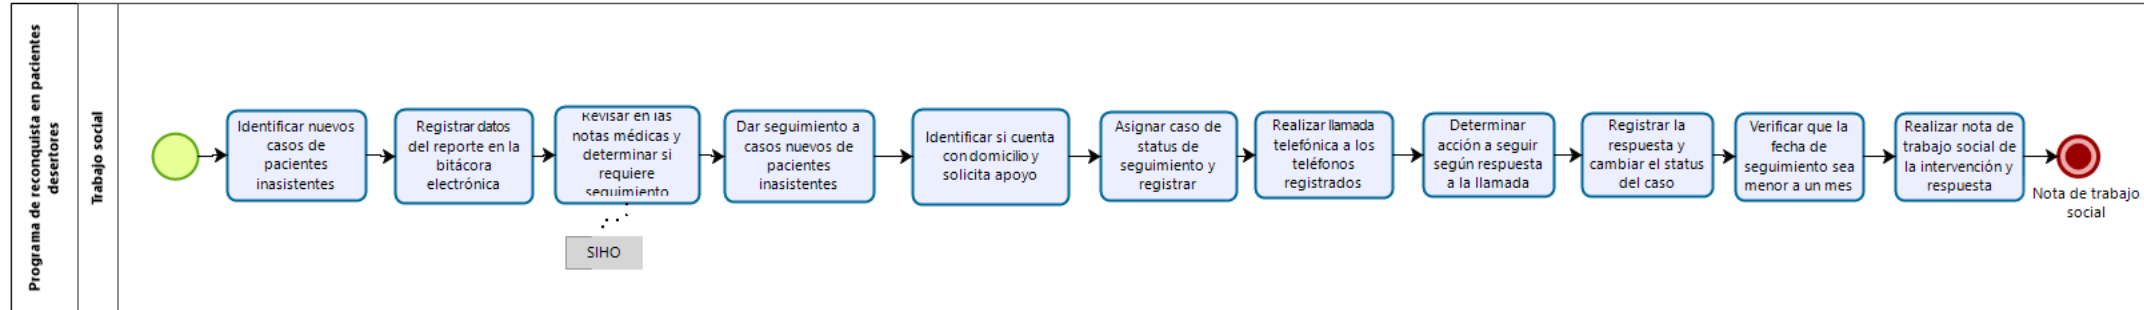 Programa de reconquista en pacientes
desertores
Trabajo social
Identificar nuevos
casos de
pacientes
inasistentes
Registrar datos
del reporte en la
bitácora
electrónica
Revisar en las
notas médicas y
determinar si
requiere
seguimiento
SIHO
Dar seguimiento a
casos nuevos de
pacientes
inasistentes
Identificar si cuenta
con domicilio y
solicita apoyo
Asignar caso de
status de
seguimiento y
registrar
Realizar llamada
telefónica a los
teléfonos
registrados
Determinar
acción a seguir
según respuesta
a la llamada
Registrar la
respuesta y
cambiar el status
del caso
Verificar que la
fecha de
seguimiento sea
menor a un mes
Realizar nota de
trabajo social de
la intervención y
respuesta
Nota de trabajo
social